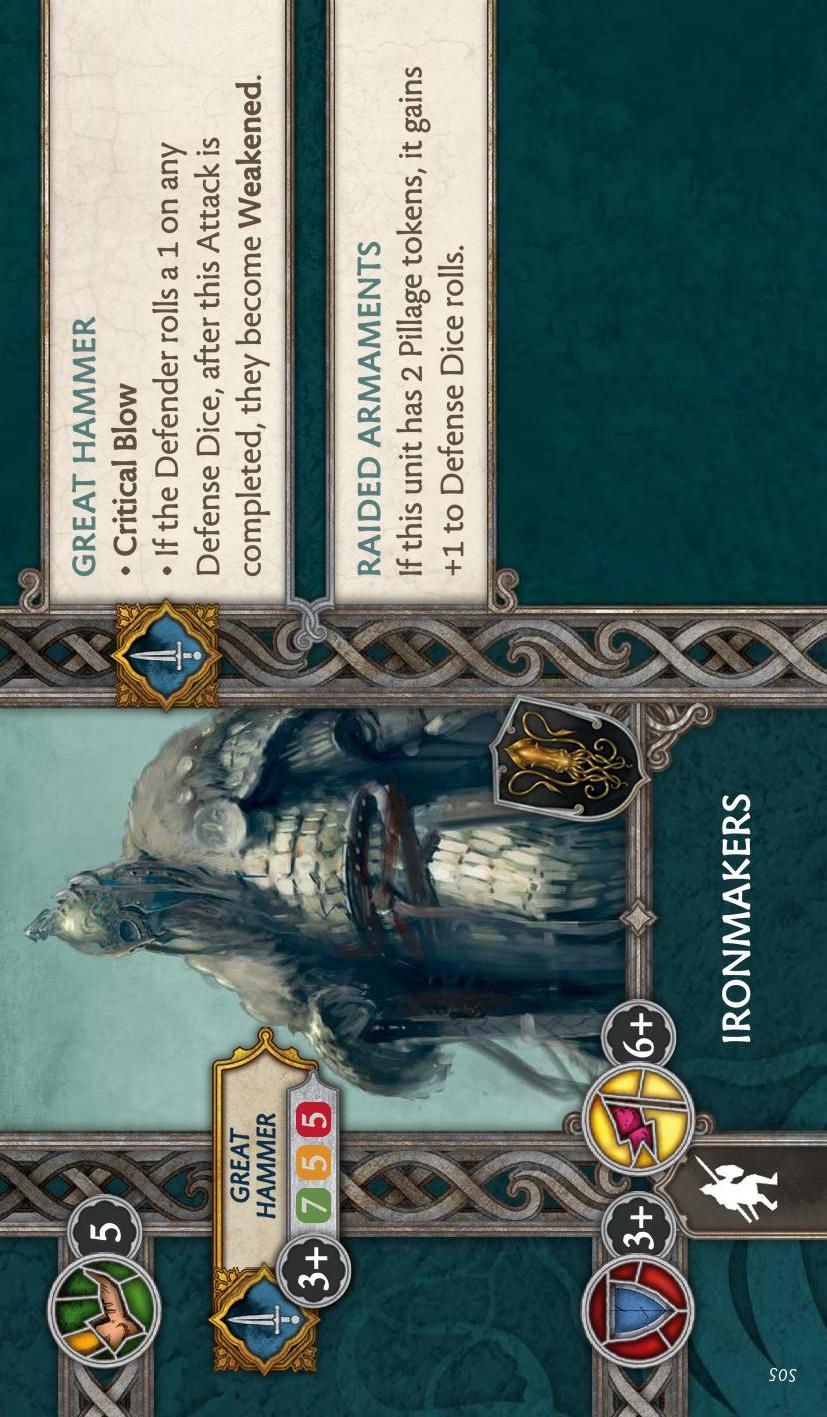 5
GREAT
HAMMER
3+
7 5 5
3+
6+
IRONMAKERS
GREAT HAMMER
• Critical Blow
• If the Defender rolls a 1 on any
Defense Dice, after this Attack is
completed, they become Weakened.
RAIDED ARMAMENTS
If this unit has 2 Pillage tokens, it gains
+1 to Defense Dice rolls.
S05